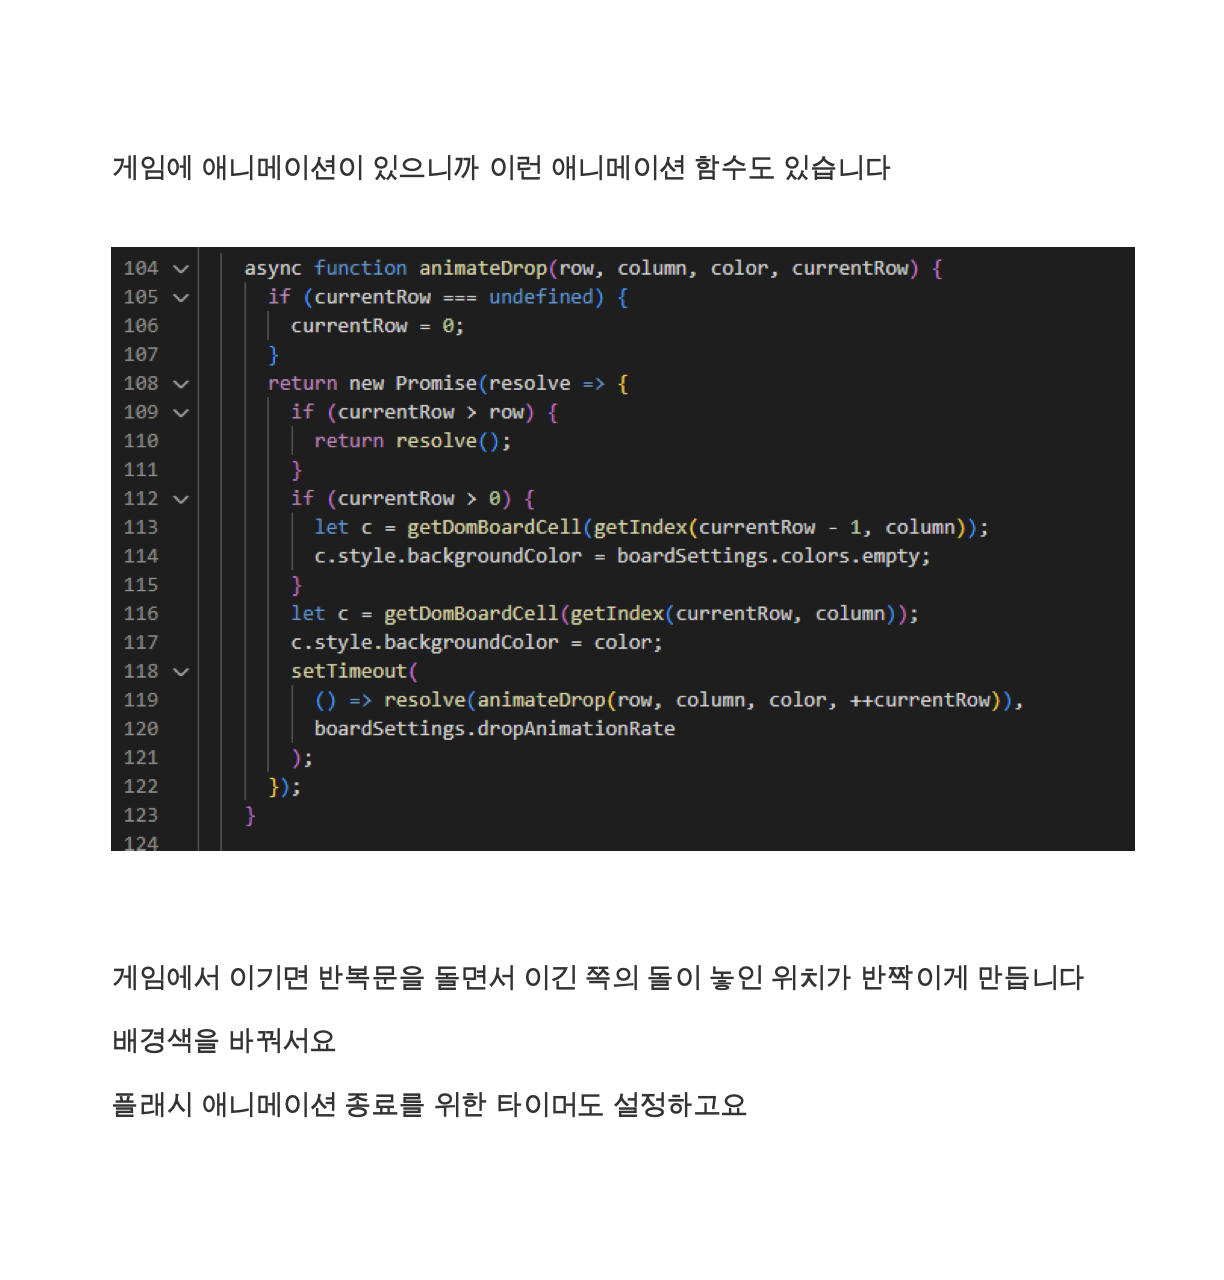 게임에 애니메이션이 있으니까 이런 애니메이션 함수도 있습니다
104 async function animateDrop(row, column, color, currentRow) {
105 if (currentRow === undefined) {
106 currentRow = 0;
107 }
108 return new Promise(resolve => {
109 if (currentRow > row) {
110 return resolve();
111 }
112 if (currentRow > 0) {
113 let c = getDomBoardCell(getIndex(currentRow - 1, column));
114 c.style.backgroundColor = boardSettings.colors.empty;
115 }
116 let c = getDomBoardCell(getIndex(currentRow, column));
117 c.style.backgroundColor = color;
118 setTimeout(
119 () => resolve(animateDrop(row, column, color, ++currentRow)),
120 boardSettings.dropAnimationRate
121 );
122 });
123 }
124
게임에서 이기면 반복문을 돌면서 이긴 쪽의 돌이 놓인 위치가 반짝이게 만듭니다
배경색을 바꿔서요
플래시 애니메이션 종료를 위한 타이머도 설정하고요